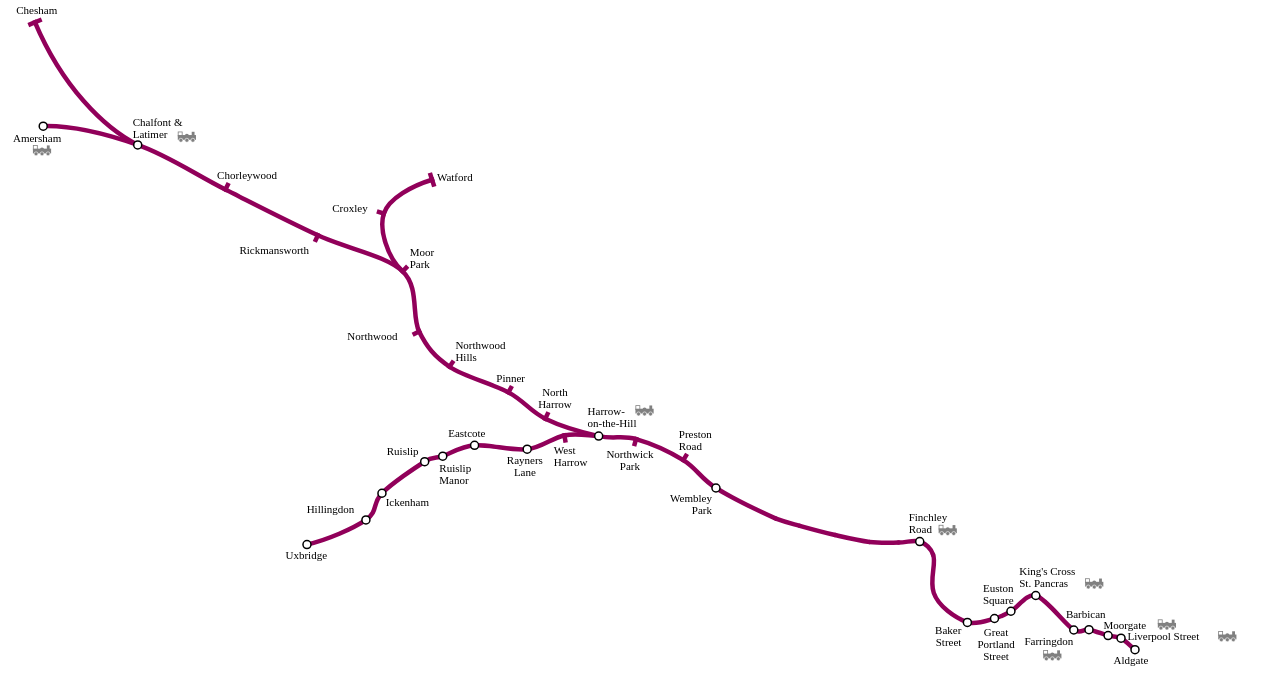 Chesham
Amersham
Chalfont &
Latimer
Chorleywood
Rickmansworth
Watford
Croxley
Moor
Park
Northwood
Northwood
Hills
Pinner
North
Harrow
Harrow-
on-the-Hill
Eastcote
Ruislip
Ruislip
Manor
Rayners
Lane
West
Harrow
Northwick
Park
Preston
Road
Wembley
Park
Hillingdon
Ickenham
Uxbridge
Finchley
Road
Baker
Street
Great
Portland
Street
Euston
Square
King's Cross
St. Pancras
Farringdon
Barbican
Moorgate
Liverpool Street
Aldgate